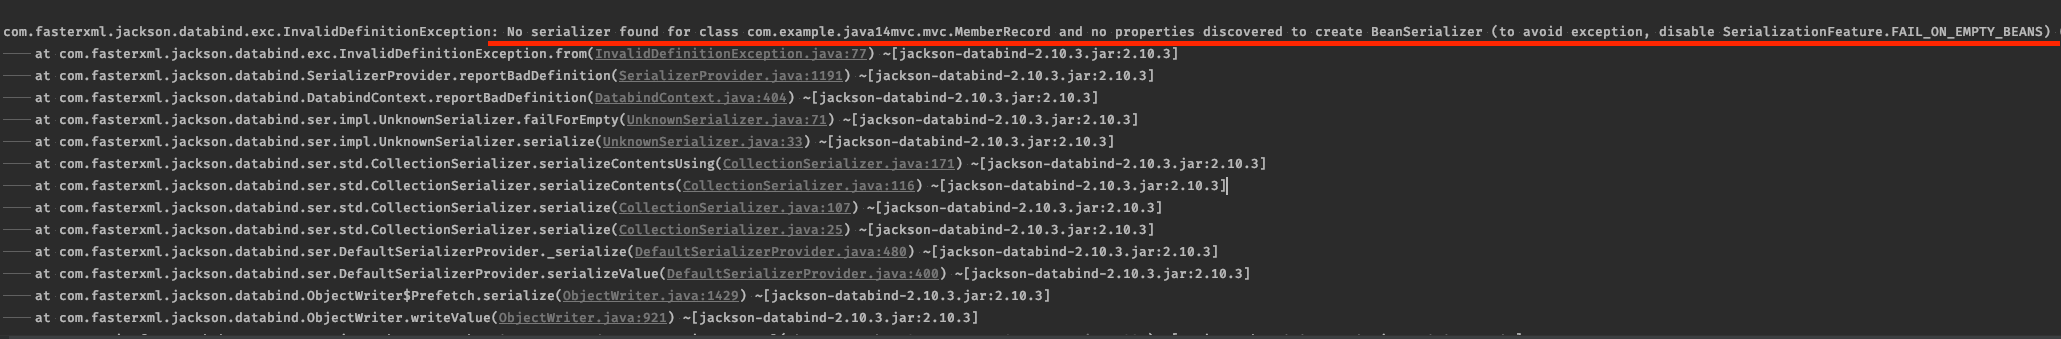 com.fasterxml.jackson.databind.exc.InvalidDefinitionException: No serializer found for class com.example.java14mvc.mvc.MemberRecord and no properties discovered to create BeanSerializer (to avoid exception, disable SerializationFeature.FAIL_ON_EMPTY_BEANS)
at com.fasterxml.jackson.databind.exc.InvalidDefinitionException.from(InvalidDefinitionException.java:77) ~[jackson-databind-2.10.3.jar:2.10.3]
at com.fasterxml.jackson.databind.SerializerProvider.reportBadDefinition(SerializerProvider.java:1191) ~[jackson-databind-2.10.3.jar:2.10.3]
at com.fasterxml.jackson.databind.DatabindContext.reportBadDefinition(DatabindContext.java:404) ~[jackson-databind-2.10.3.jar:2.10.3]
at com.fasterxml.jackson.databind.ser.impl.UnknownSerializer.failForEmpty(UnknownSerializer.java:71) ~[jackson-databind-2.10.3.jar:2.10.3]
at com.fasterxml.jackson.databind.ser.impl.UnknownSerializer.serialize(UnknownSerializer.java:33) ~[jackson-databind-2.10.3.jar:2.10.3]
at com.fasterxml.jackson.databind.ser.std.CollectionSerializer.serializeContentsUsing(CollectionSerializer.java:171) ~[jackson-databind-2.10.3.jar:2.10.3]
at com.fasterxml.jackson.databind.ser.std.CollectionSerializer.serializeContents(CollectionSerializer.java:116) ~[jackson-databind-2.10.3.jar:2.10.3]
at com.fasterxml.jackson.databind.ser.std.CollectionSerializer.serialize(CollectionSerializer.java:107) ~[jackson-databind-2.10.3.jar:2.10.3]
at com.fasterxml.jackson.databind.ser.std.CollectionSerializer.serialize(CollectionSerializer.java:25) ~[jackson-databind-2.10.3.jar:2.10.3]
at com.fasterxml.jackson.databind.ser.DefaultSerializerProvider._serialize(DefaultSerializerProvider.java:480) ~[jackson-databind-2.10.3.jar:2.10.3]
at com.fasterxml.jackson.databind.ser.DefaultSerializerProvider.serializeValue(DefaultSerializerProvider.java:400) ~[jackson-databind-2.10.3.jar:2.10.3]
at com.fasterxml.jackson.databind.ObjectWriter$Prefetch.serialize(ObjectWriter.java:1429) ~[jackson-databind-2.10.3.jar:2.10.3]
at com.fasterxml.jackson.databind.ObjectWriter.writeValue(ObjectWriter.java:921) ~[jackson-databind-2.10.3.jar:2.10.3]